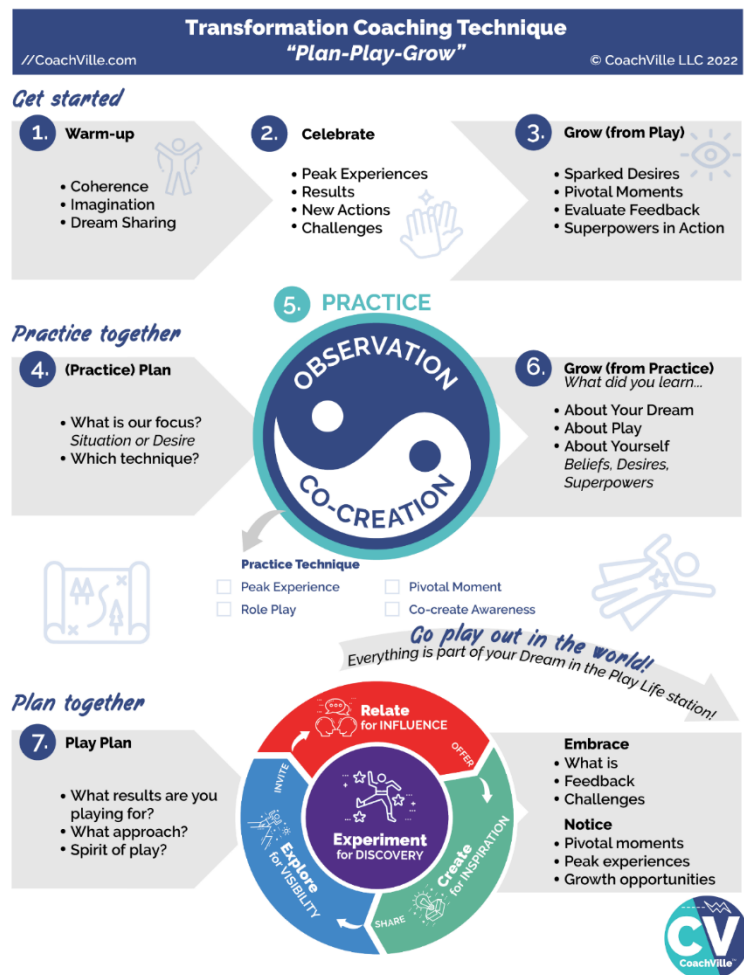 Transformation Coaching Technique
“Plan-Play-Grow”
//CoachVille.com
© CoachVille LLC 2022
Get started
1. Warm-up
• Coherence
• Imagination
• Dream Sharing
2. Celebrate
• Peak Experiences
• Results
• New Actions
• Challenges
3. Grow (from Play)
• Sparked Desires
• Pivotal Moments
• Evaluate Feedback
• Superpowers in Action
Practice together
4. (Practice) Plan
• What is our focus?
Situation or Desire
• Which technique?
5. PRACTICE
OBSERVATION
CO-CREATION
6. Grow (from Practice)
What did you learn...
• About Your Dream
• About Play
• About Yourself
Beliefs, Desires,
Superpowers
Practice Technique
Peak Experience
Pivotal Moment
Role Play
Co-create Awareness
Go play out in the world!
Everything is part of your Dream in the Play Life station!
Plan together
7. Play Plan
• What results are you
playing for?
• What approach?
• Spirit of play?
Relate
for INFLUENCE
OFFER
Create
for INSPIRATION
SHARE
Explore
for VISIBILITY
INVITE
Experiment
for DISCOVERY
Embrace
• What is
• Feedback
• Challenges
Notice
• Pivotal moments
• Peak experiences
• Growth opportunities
CV
CoachVille